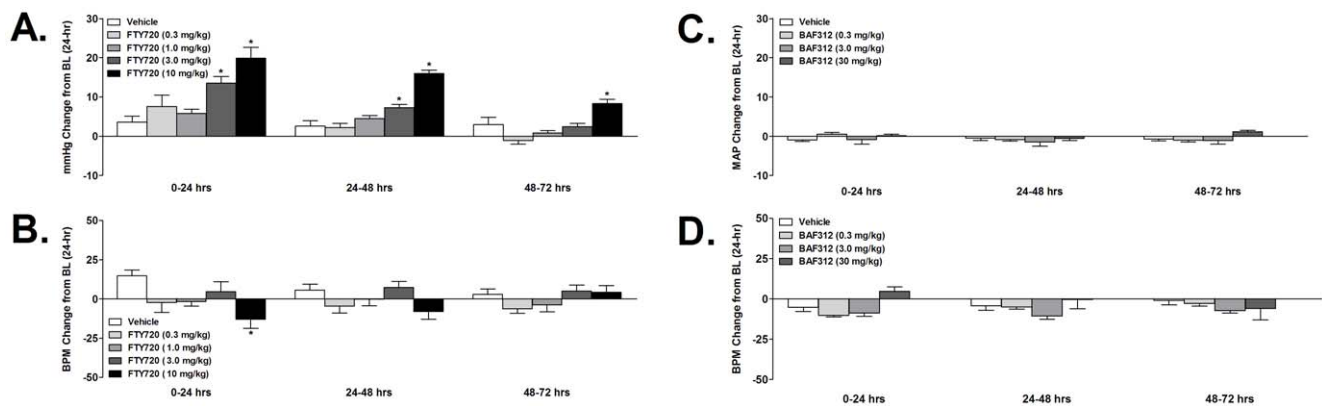 A.
mmHg Change from BL (24-hr)
30
20
10
0
-10
Vehicle
FTY720 (0.3 mg/kg)
FTY720 (1.0 mg/kg)
FTY720 (3.0 mg/kg)
FTY720 (10 mg/kg)
*
*
*
*
*
0-24 hrs
24-48 hrs
48-72 hrs
B.
BPM Change from BL (24-hr)
50
25
0
-25
-50
Vehicle
FTY720 (0.3 mg/kg)
FTY720 (1.0 mg/kg)
FTY720 (3.0 mg/kg)
FTY720 (10 mg/kg)
*
0-24 hrs
24-48 hrs
48-72 hrs
C.
MAP Change from BL (24-hr)
30
20
10
0
-10
Vehicle
BAF312 (0.3 mg/kg)
BAF312 (3.0 mg/kg)
BAF312 (30 mg/kg)
0-24 hrs
24-48 hrs
48-72 hrs
D.
BPM Change from BL (24-hr)
50
25
0
-25
-50
Vehicle
BAF312 (0.3 mg/kg)
BAF312 (3.0 mg/kg)
BAF312 (30 mg/kg)
0-24 hrs
24-48 hrs
48-72 hrs